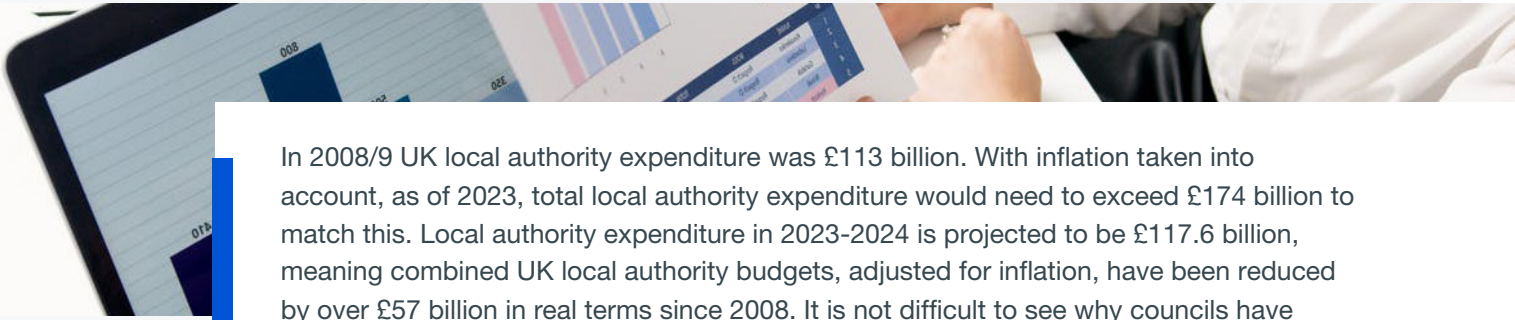 008
350
410
In 2008/9 UK local authority expenditure was £113 billion. With inflation taken into
account, as of 2023, total local authority expenditure would need to exceed £174 billion to
match this. Local authority expenditure in 2023-2024 is projected to be £117.6 billion,
meaning combined UK local authority budgets, adjusted for inflation, have been reduced
by over £57 billion in real terms since 2008. It is not difficult to see why councils have